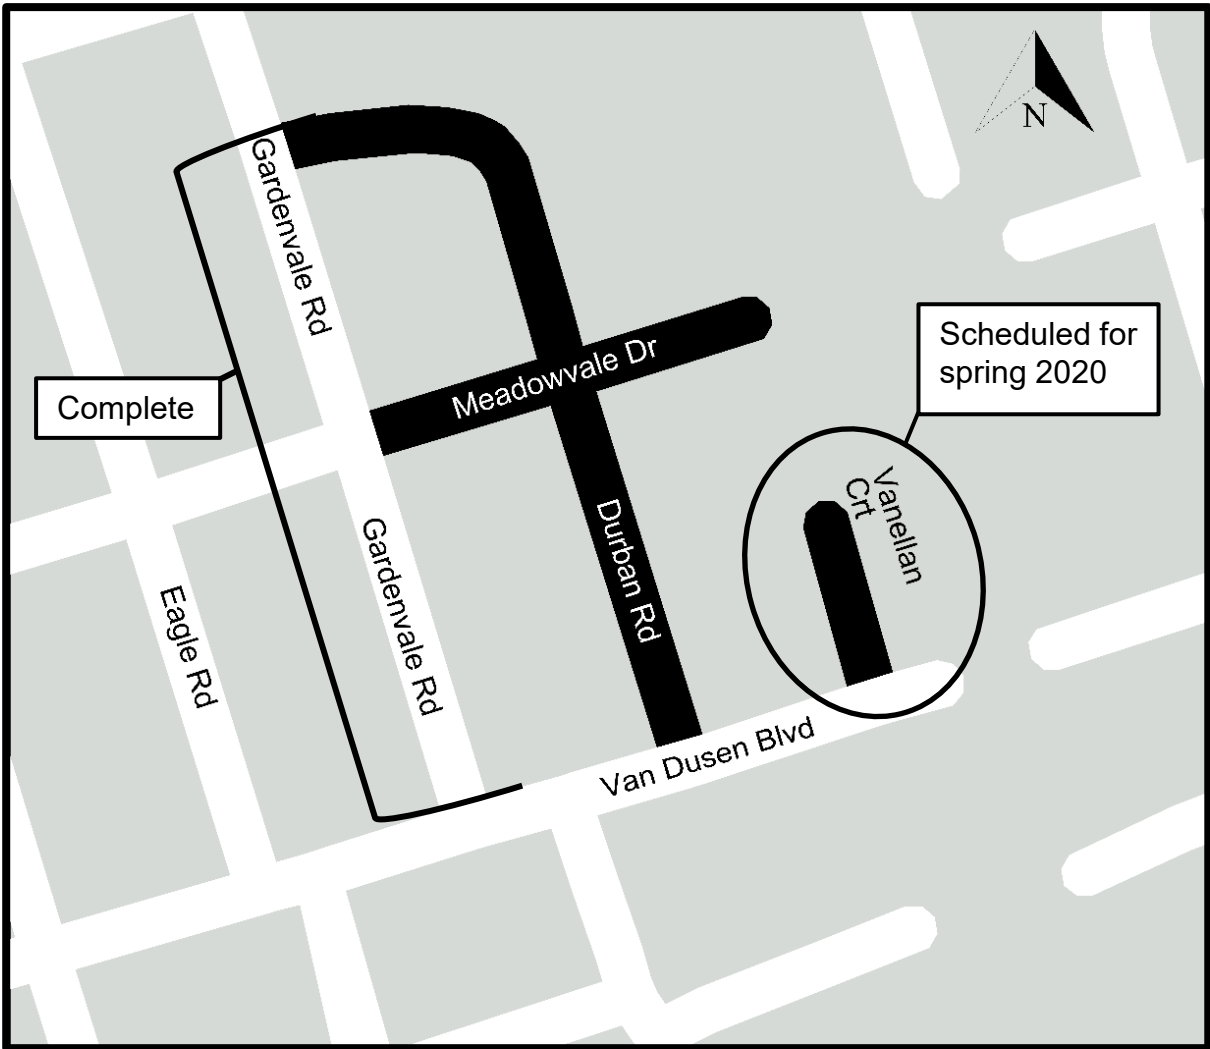 N
Gardenvale Rd
Scheduled for
spring 2020
Meadowvale Dr
Complete
Vanellan
Crt
Durban Rd
Gardenvale Rd
Eagle Rd
Van Dusen Blvd